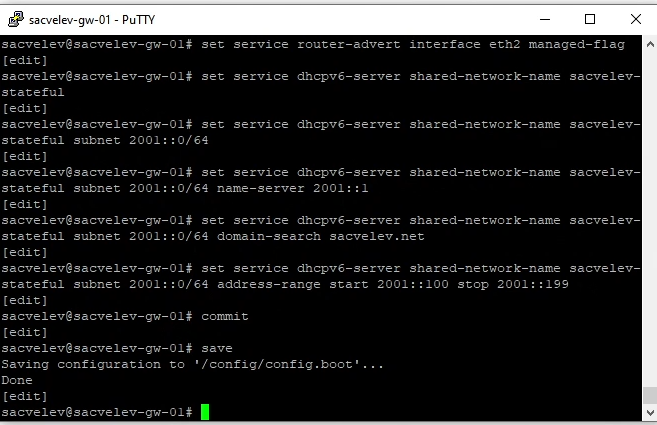 sacvelev-gw-01 - PuTTY
sacvelev@sacvelev-gw-01# set service router-advert interface eth2 managed-flag
[edit]
sacvelev@sacvelev-gw-01# set service dhcpv6-server shared-network-name sacvelev-
stateful
[edit]
sacvelev@sacvelev-gw-01# set service dhcpv6-server shared-network-name sacvelev-
stateful subnet 2001::0/64
[edit]
sacvelev@sacvelev-gw-01# set service dhcpv6-server shared-network-name sacvelev-
stateful subnet 2001::0/64 name-server 2001::1
[edit]
sacvelev@sacvelev-gw-01# set service dhcpv6-server shared-network-name sacvelev-
stateful subnet 2001::0/64 domain-search sacvelev.net
[edit]
sacvelev@sacvelev-gw-01# set service dhcpv6-server shared-network-name sacvelev-
stateful subnet 2001::0/64 address-range start 2001::100 stop 2001::199
[edit]
sacvelev@sacvelev-gw-01# commit
[edit]
sacvelev@sacvelev-gw-01# save
Saving configuration to '/config/config.boot'...
Done
[edit]
sacvelev@sacvelev-gw-01#